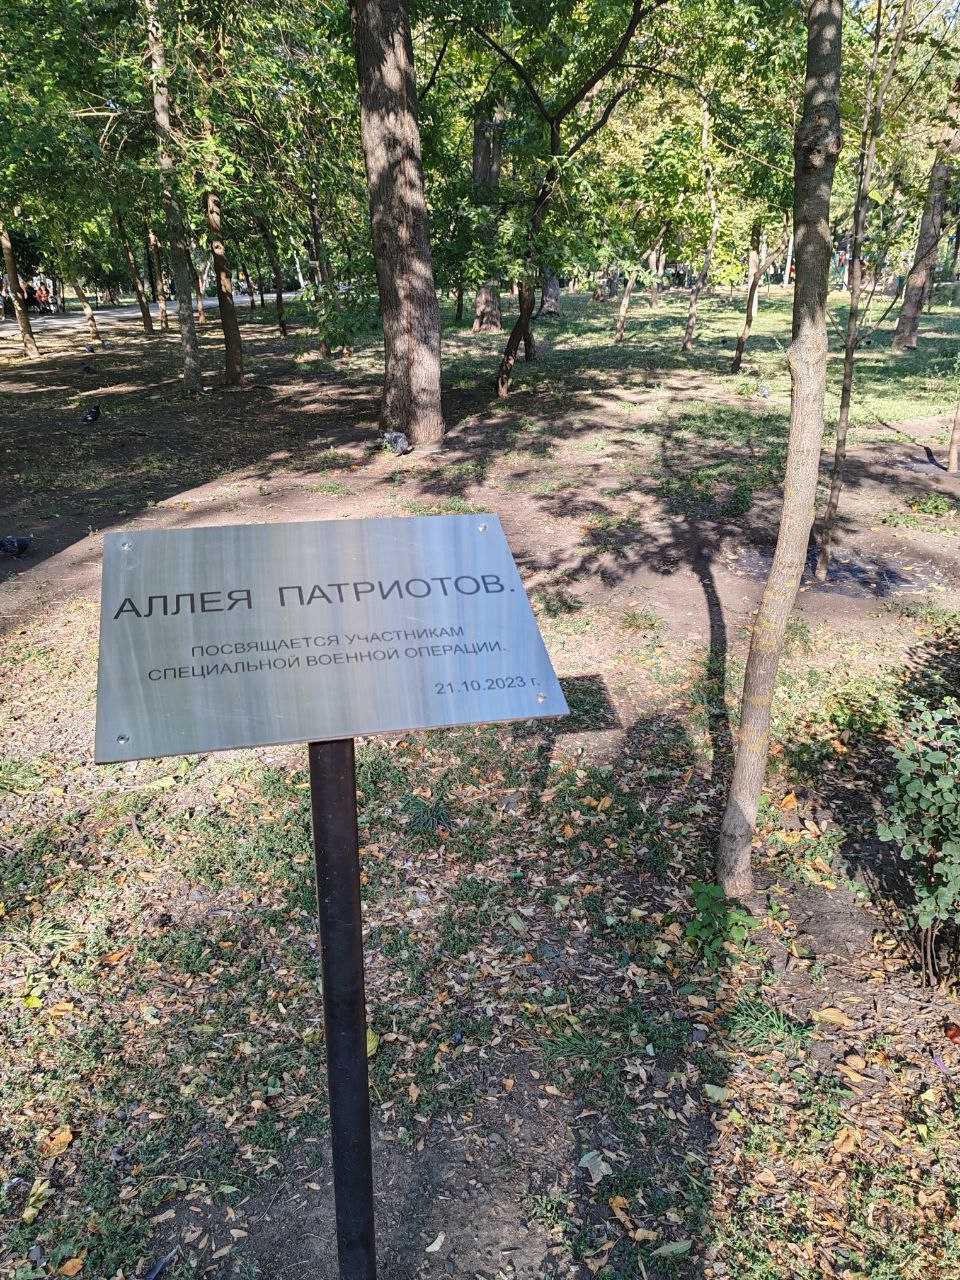 АЛЛЕЯ ПАТРИОТОВ.
ПОСВЯЩАЕТСЯ УЧАСТНИКАМ
СПЕЦИАЛЬНОЙ ВОЕННОЙ ОПЕРАЦИИ.
21.10.2023 г.